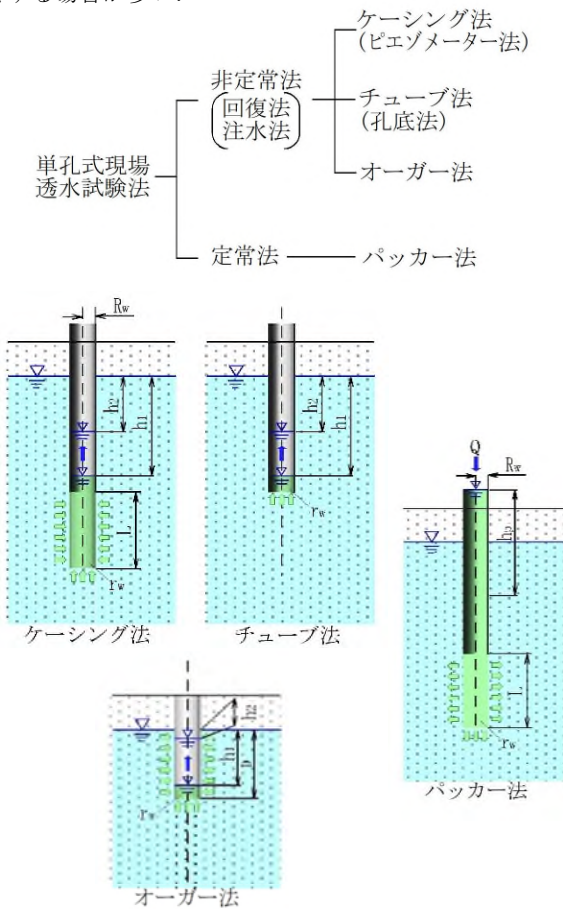 ケーシング法
(ピエゾメーター法)
非定常法
回復法
注水法
チューブ法
(孔底法)
単孔式現場
透水試験法
オーガー法
定常法
パッカー法
Rw
h2
h1
L
rw
ケーシング法
h2
h1
rw
チューブ法
Q
Rw
L
rw
パッカー法
h2
h1
rw
オーガー法